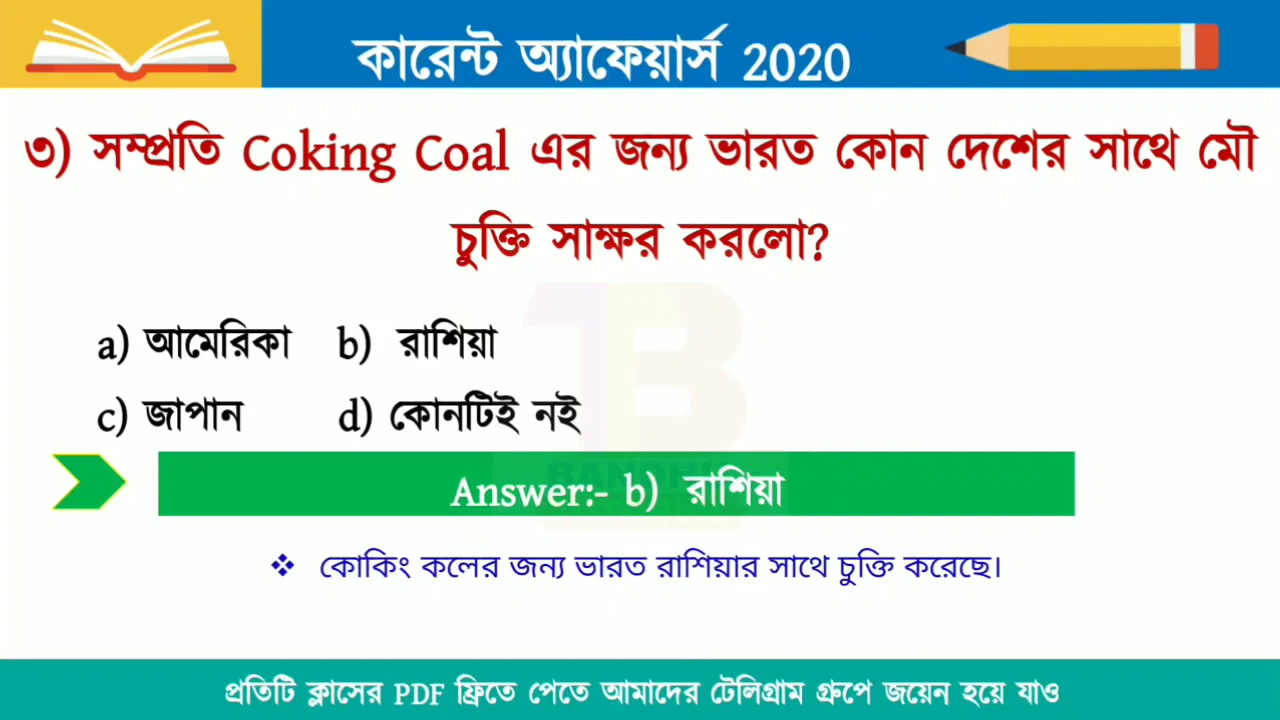 কারেন্ট অ্যাফেয়ার্স 2020
৩) সম্প্রতি Coking Coal এর জন্য ভারত কোন দেশের সাথে মৌ
চুক্তি সাক্ষর করলো?
a) আমেরিকা b) রাশিয়া
c) জাপান d) কোনটিই নই
Answer:- b) রাশিয়া
❖ কোকিং কলের জন্য ভারত রাশিয়ার সাথে চুক্তি করেছে।
প্রতিটি ক্লাসের PDF ফ্রিতে পেতে আমাদের টেলিগ্রাম গ্রুপে জয়েন হয়ে যাও